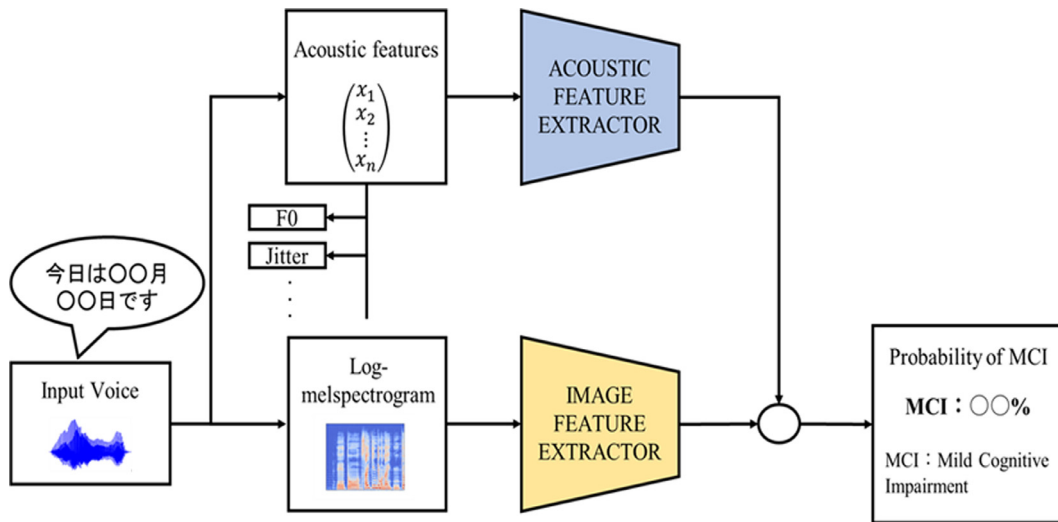 Acoustic features
x1
x2
⋮
xn
ACOUSTIC
FEATURE
EXTRACTOR
F0
Jitter
今日は〇〇月
〇〇日です
Input Voice
Log-
melspectrogram
IMAGE
FEATURE
EXTRACTOR
Probability of MCI
MCI：○○%
MCI：Mild Cognitive
Impairment